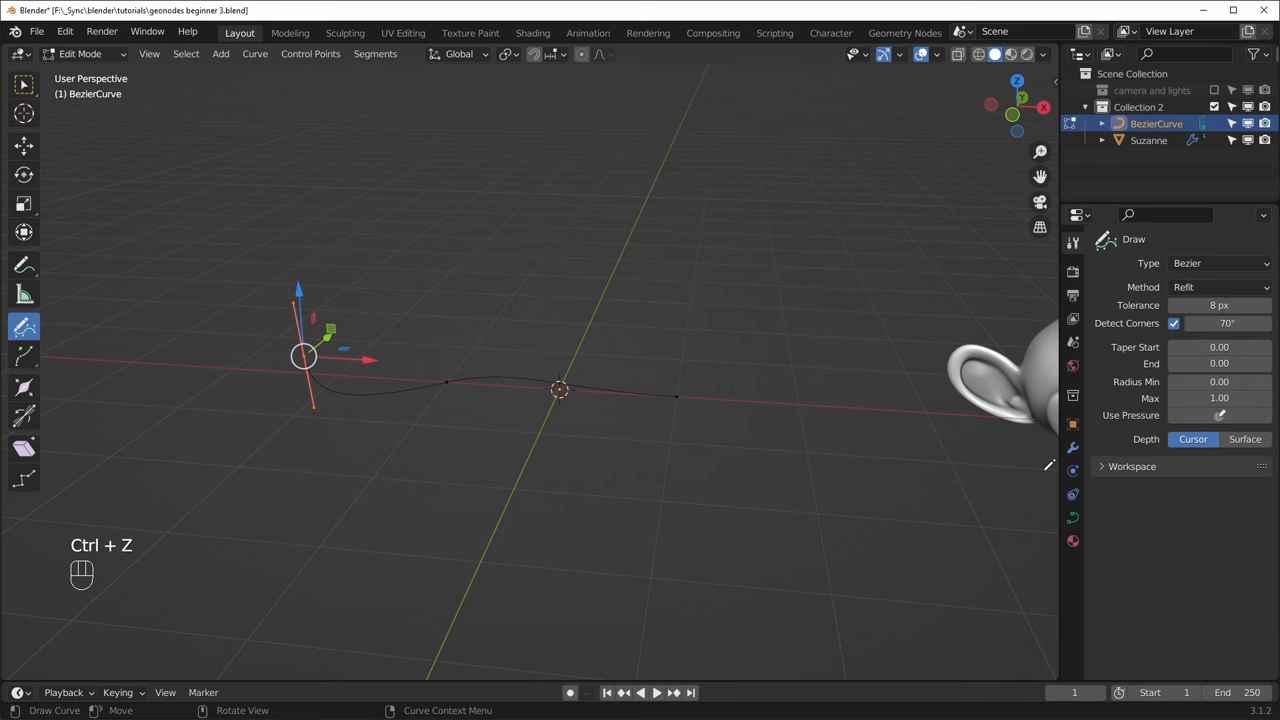 Blender* [F:\_Sync\blender\tutorials\geonodes beginner 3.blend]
File Edit Render Window Help Layout Modeling Sculpting UV Editing Texture Paint Shading Animation Rendering Compositing Scripting Character Geometry Nodes Scene View Layer
Edit Mode View Select Add Curve Control Points Segments Global
User Perspective
(1) BezierCurve
Z
Y
X
Scene Collection
camera and lights
Collection 2
BezierCurve
Suzanne
Draw
Type Bezier
Method Refit
Tolerance 8 px
Detect Corners 70°
Taper Start 0.00
End 0.00
Radius Min 0.00
Max 1.00
Use Pressure
Depth Cursor Surface
Workspace
Ctrl + Z
Playback Keying View Marker 1 Start 1 End 250
Draw Curve Move Rotate View Curve Context Menu 3.1.2